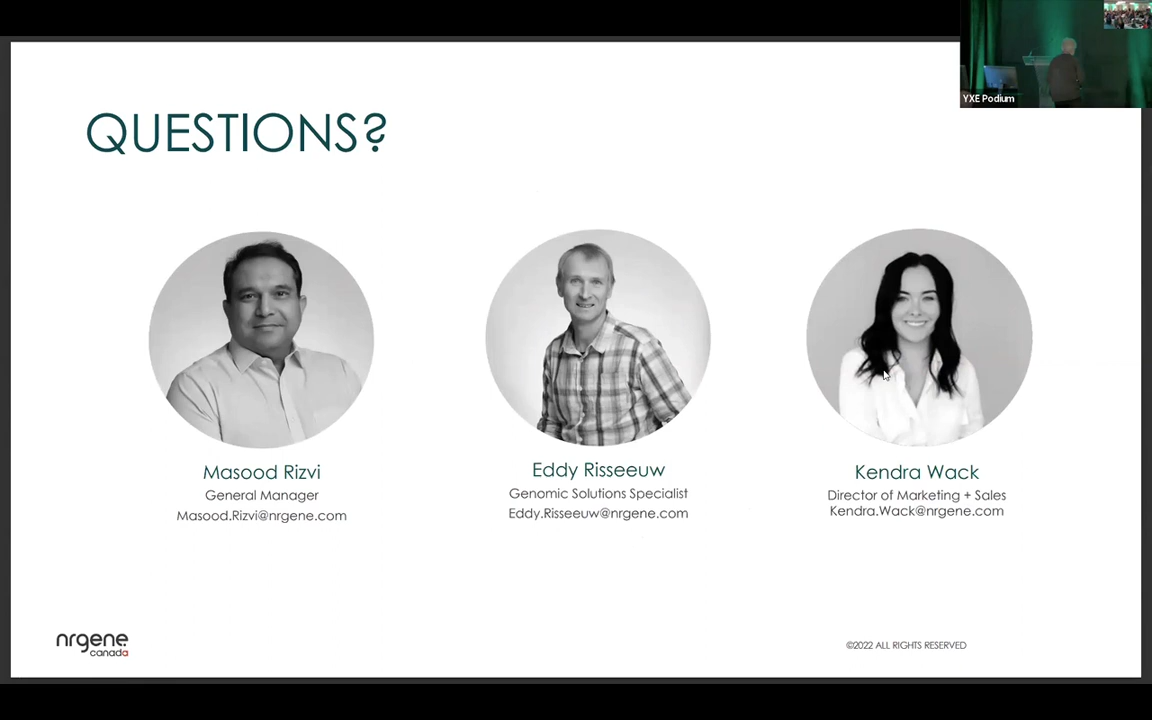 YXE Podium
QUESTIONS?
Masood Rizvi
General Manager
Masood.Rizvi@nrgene.com
Eddy Risseeuw
Genomic Solutions Specialist
Eddy.Risseeuw@nrgene.com
Kendra Wack
Director of Marketing + Sales
Kendra.Wack@nrgene.com
nrgene
canada
©2022 ALL RIGHTS RESERVED